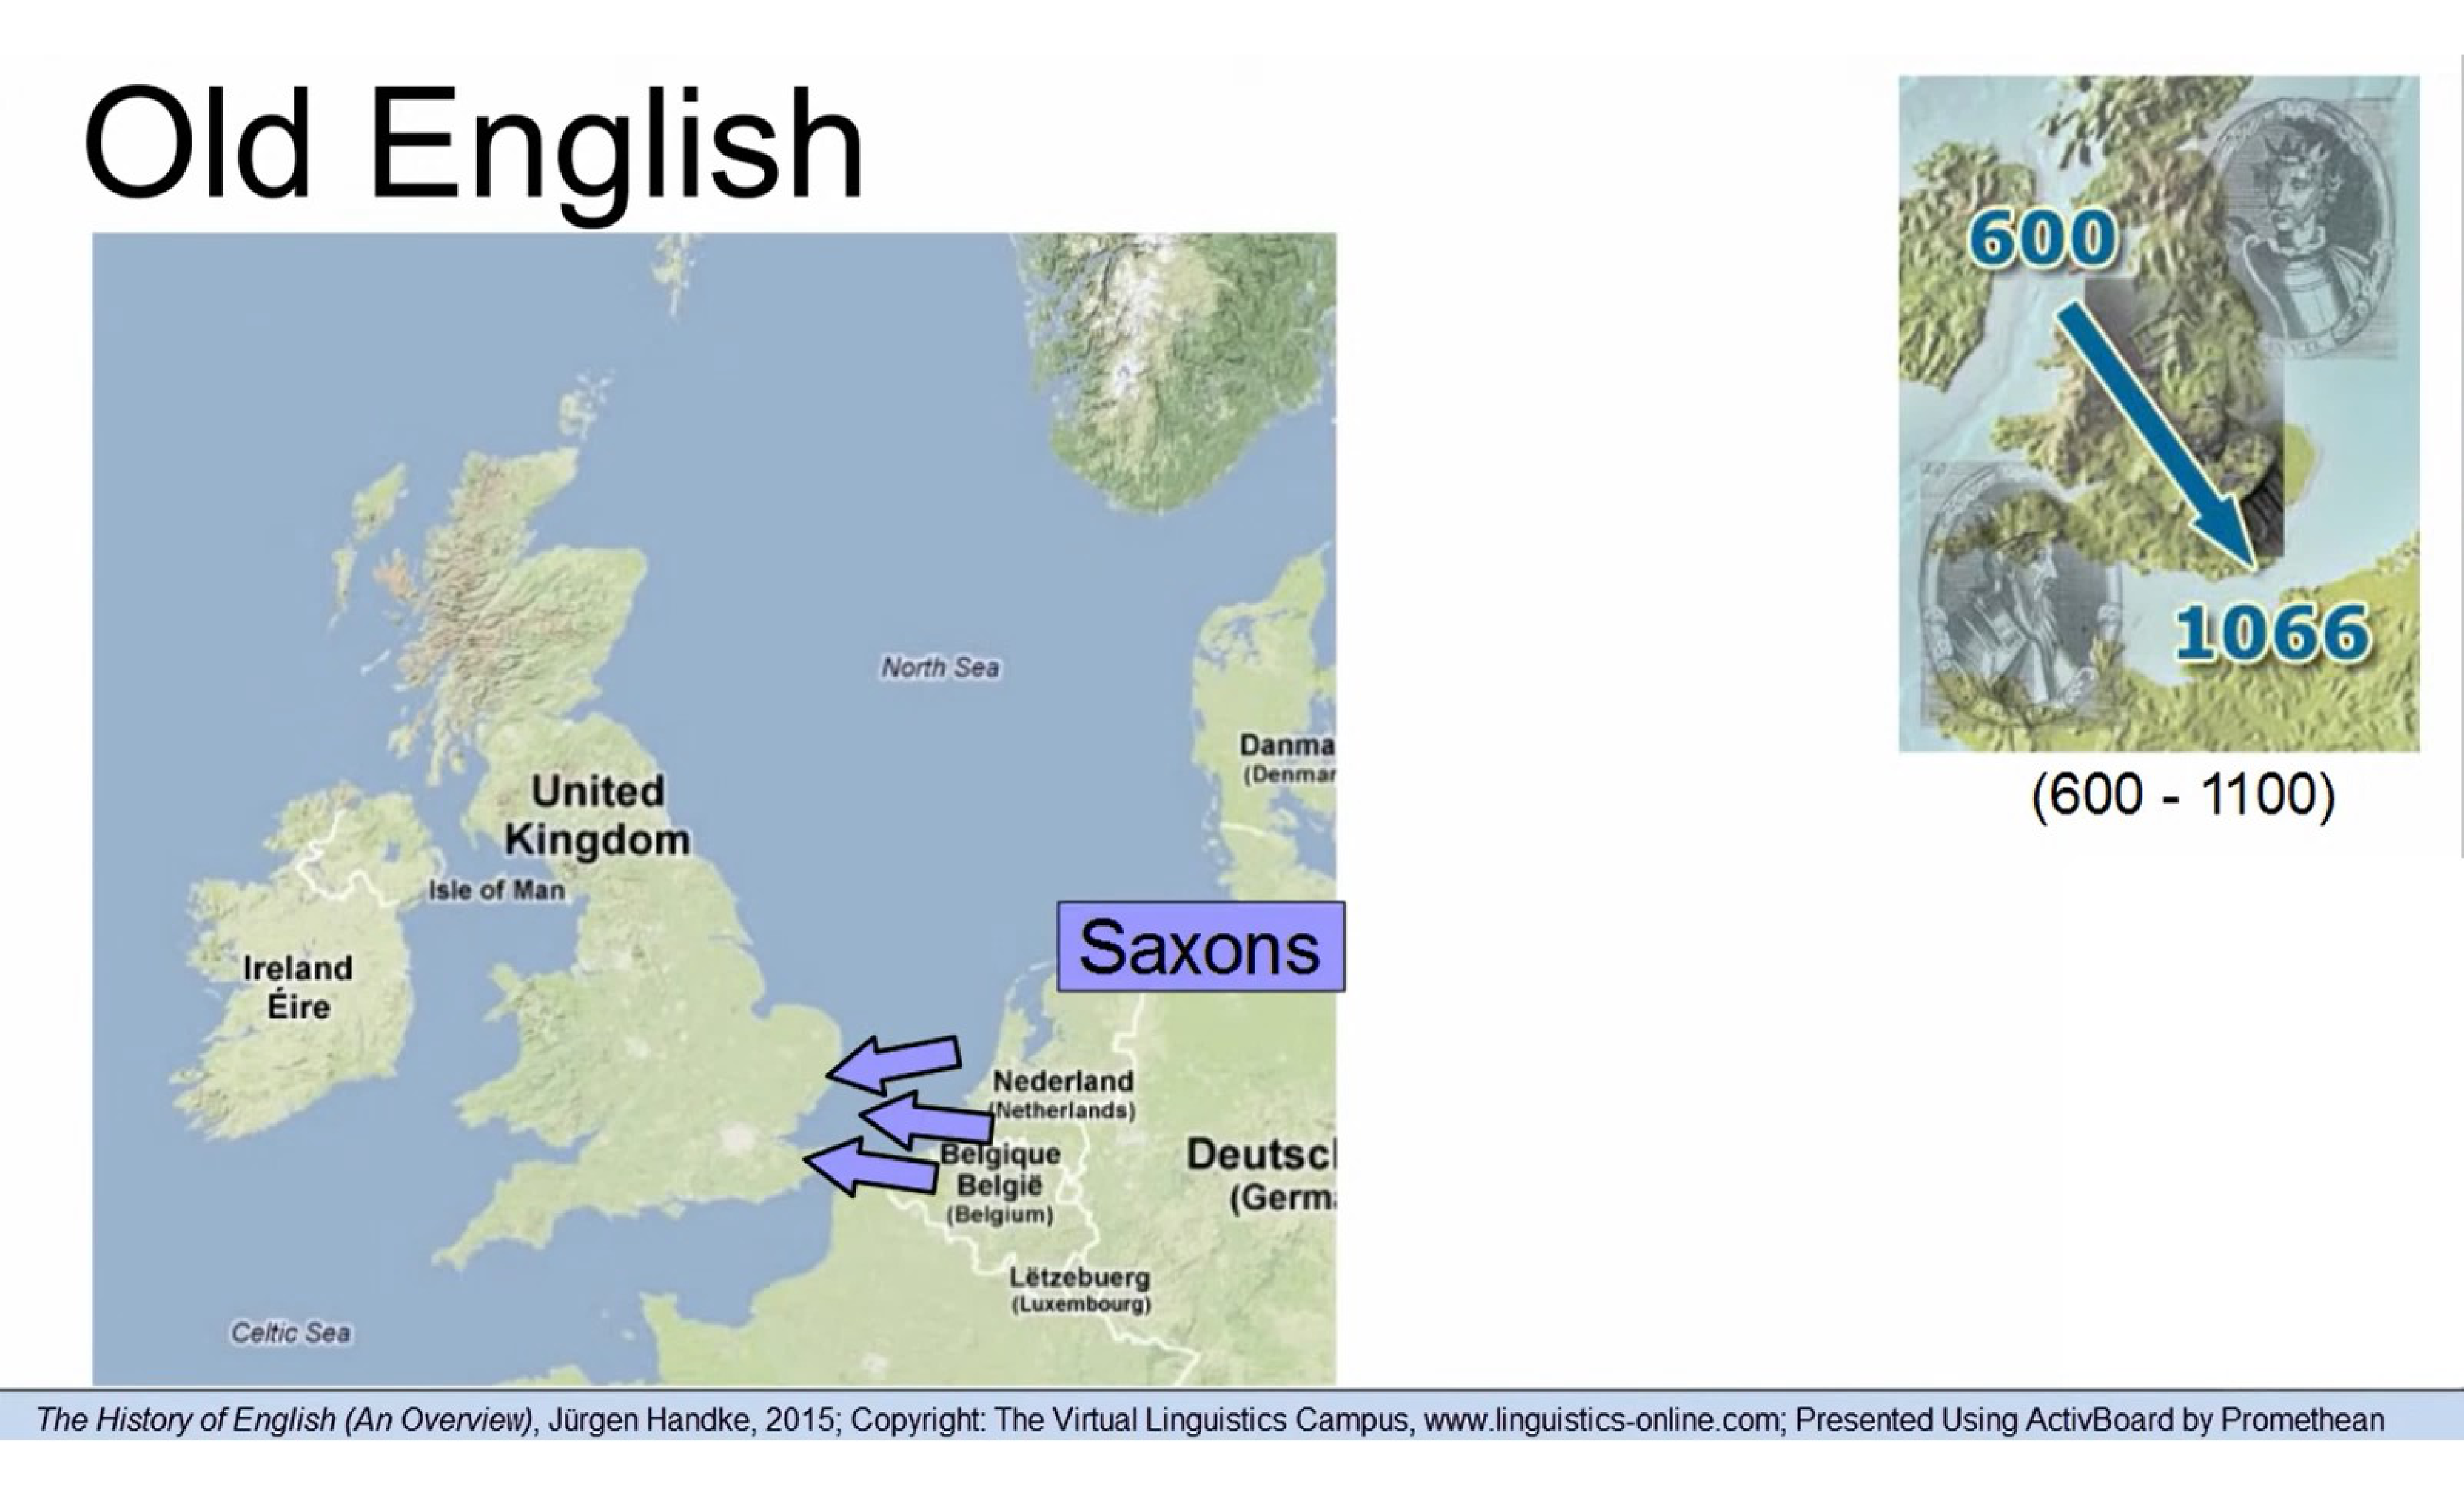 Old English
600
1066
(600 - 1100)
North Sea
Danma
(Denmar
United
Kingdom
Isle of Man
Ireland
Éire
Saxons
Nederland
(Netherlands)
Belgique
België
(Belgium)
Deutscl
(Germa
Lëtzebuerg
(Luxembourg)
Celtic Sea
The History of English (An Overview), Jürgen Handke, 2015; Copyright: The Virtual Linguistics Campus, www.linguistics-online.com; Presented Using ActivBoard by Promethean